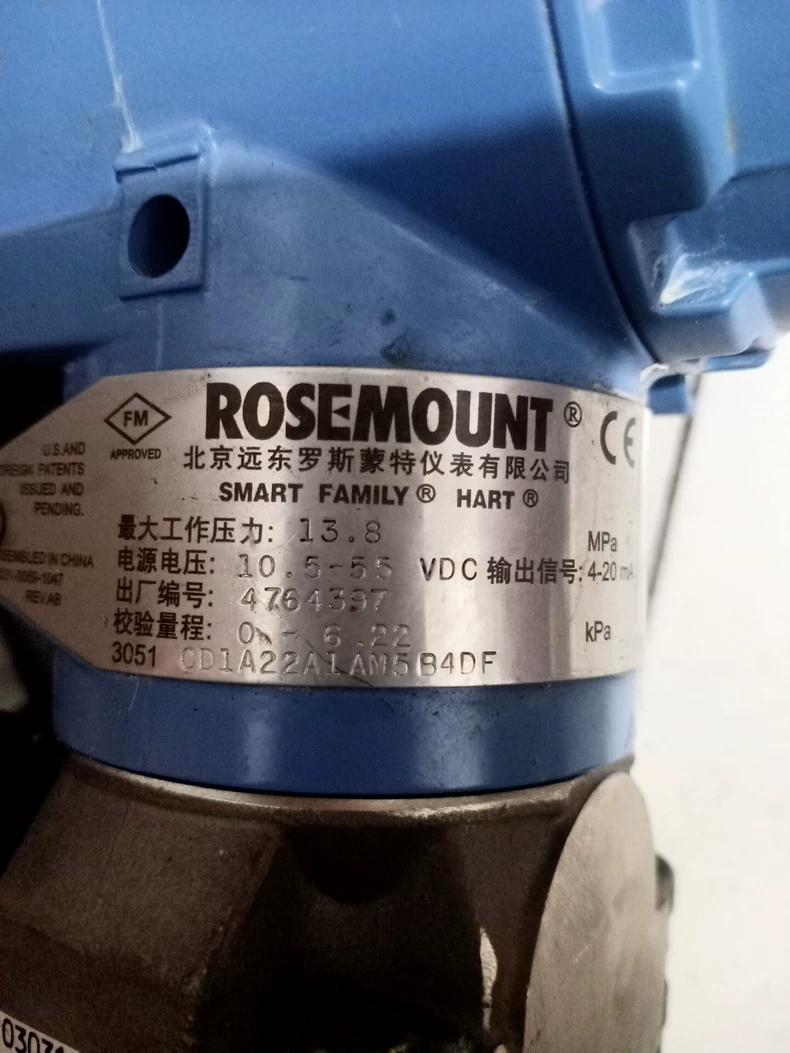 FM
APPROVED
ROSEMOUNT®
CE
北京远东罗斯蒙特仪表有限公司
SMART FAMILY® HART®
U.S.AND
FOREIGN PATENTS
ISSUED AND
PENDING.
ASSEMBLED IN CHINA
REV.AB
最大工作压力: 13.8 MPa
电源电压: 10.5-55 VDC 输出信号: 4-20 mA
出厂编号: 4764397
校验量程: 0 - 6.22 kPa
3051 CD1A22A1AM5B4DF